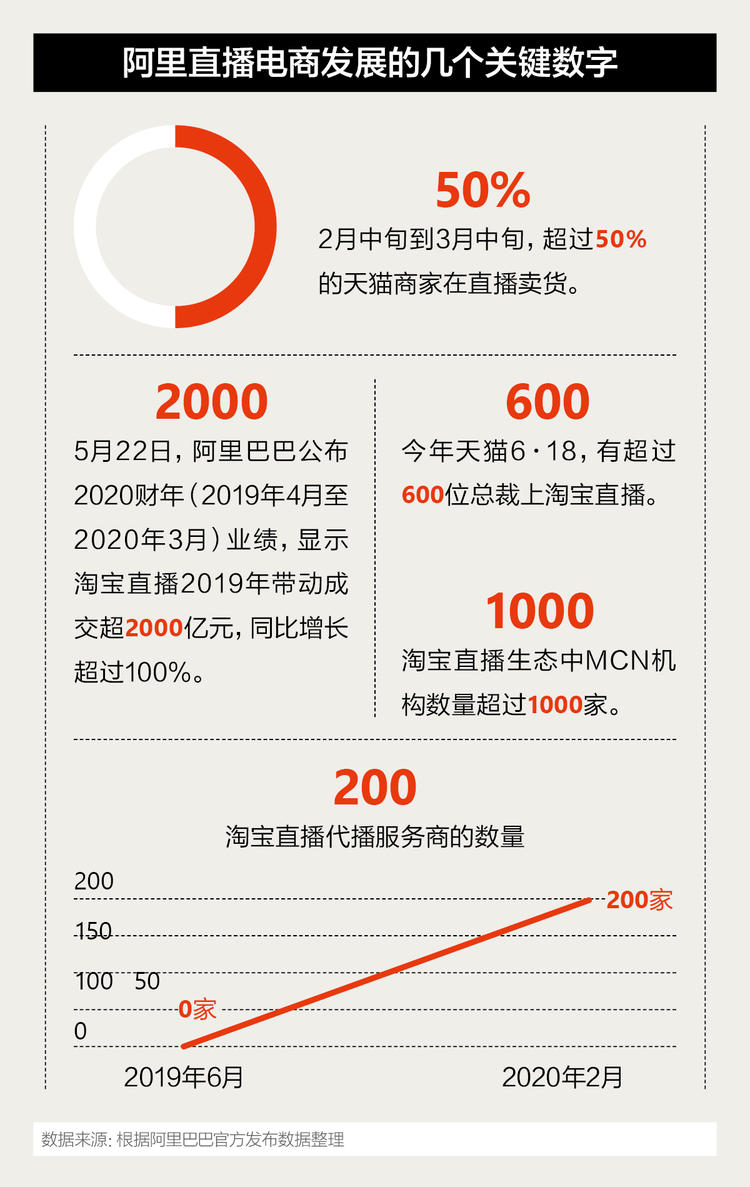 阿里直播电商发展的几个关键数字
50%
2月中旬到3月中旬，超过50%
的天猫商家在直播卖货。
2000
5月22日，阿里巴巴公布
2020财年（2019年4月至
2020年3月）业绩，显示
淘宝直播2019年带动成
交超2000亿元，同比增长
超过100%。
600
今年天猫6·18，有超过
600位总裁上淘宝直播。
1000
淘宝直播生态中MCN机
构数量超过1000家。
200
淘宝直播代播服务商的数量
200
200家
150
100 50
0家
0
2019年6月 2020年2月
数据来源：根据阿里巴巴官方发布数据整理